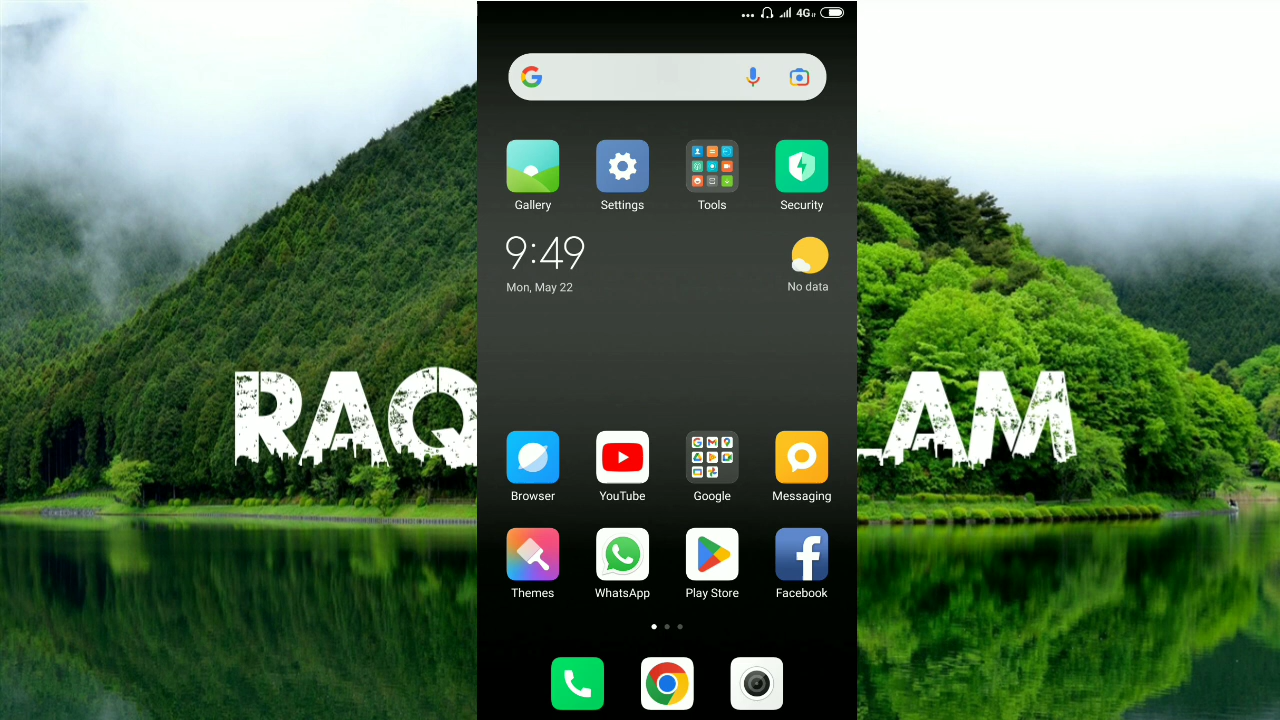 4G
Gallery Settings Tools Security
9:49
Mon, May 22
No data
RAQ AM
Browser YouTube Google Messaging
Themes WhatsApp Play Store Facebook